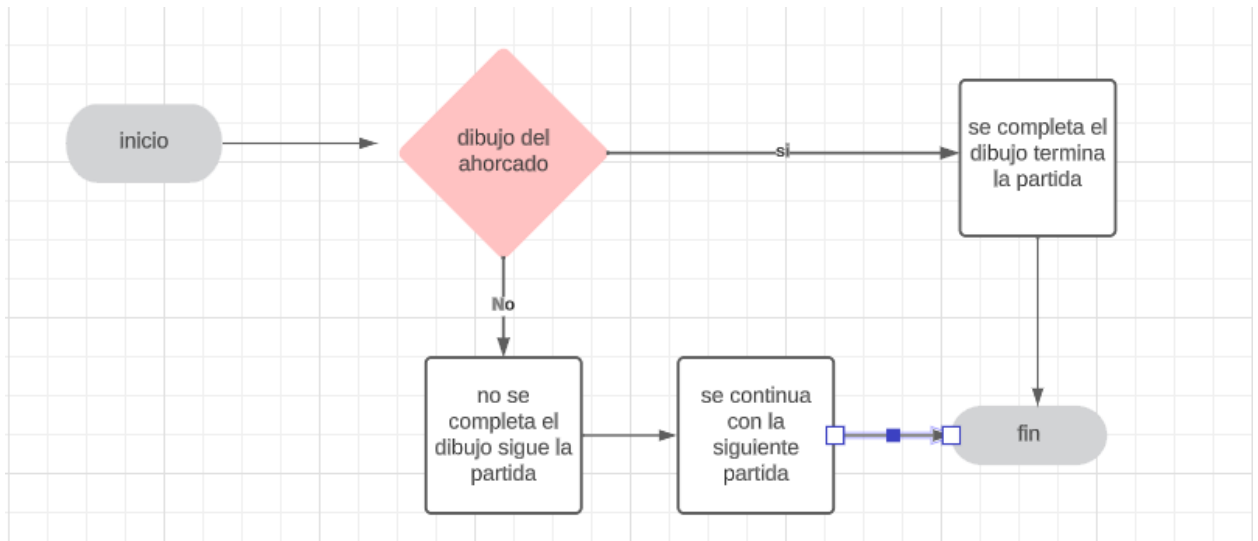 inicio
dibujo del
ahorcado
si
se completa el
dibujo termina
la partida
No
no se
completa el
dibujo sigue la
partida
se continua
con la
siguiente
partida
fin